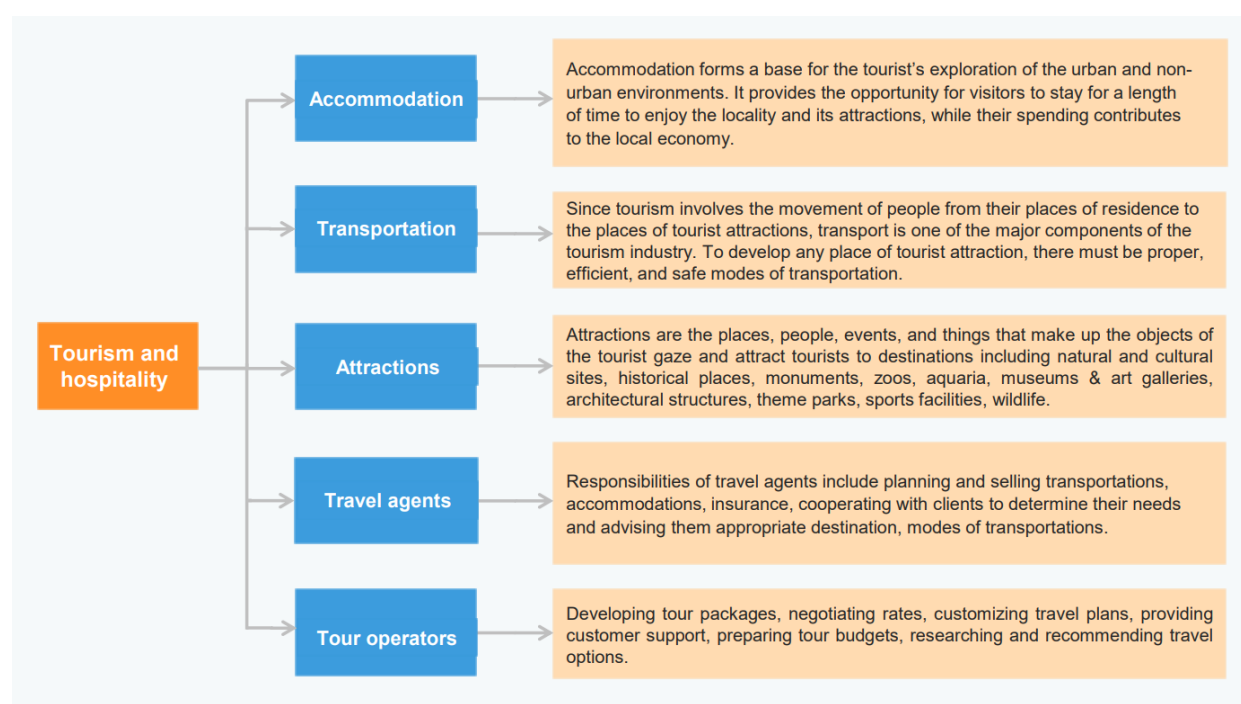 Tourism and
hospitality
Accommodation
Accommodation forms a base for the tourist's exploration of the urban and non-
urban environments. It provides the opportunity for visitors to stay for a length
of time to enjoy the locality and its attractions, while their spending contributes
to the local economy.
Transportation
Since tourism involves the movement of people from their places of residence to
the places of tourist attractions, transport is one of the major components of the
tourism industry. To develop any place of tourist attraction, there must be proper,
efficient, and safe modes of transportation.
Attractions
Attractions are the places, people, events, and things that make up the objects of
the tourist gaze and attract tourists to destinations including natural and cultural
sites, historical places, monuments, zoos, aquaria, museums & art galleries,
architectural structures, theme parks, sports facilities, wildlife.
Travel agents
Responsibilities of travel agents include planning and selling transportations,
accommodations, insurance, cooperating with clients to determine their needs
and advising them appropriate destination, modes of transportations.
Tour operators
Developing tour packages, negotiating rates, customizing travel plans, providing
customer support, preparing tour budgets, researching and recommending travel
options.